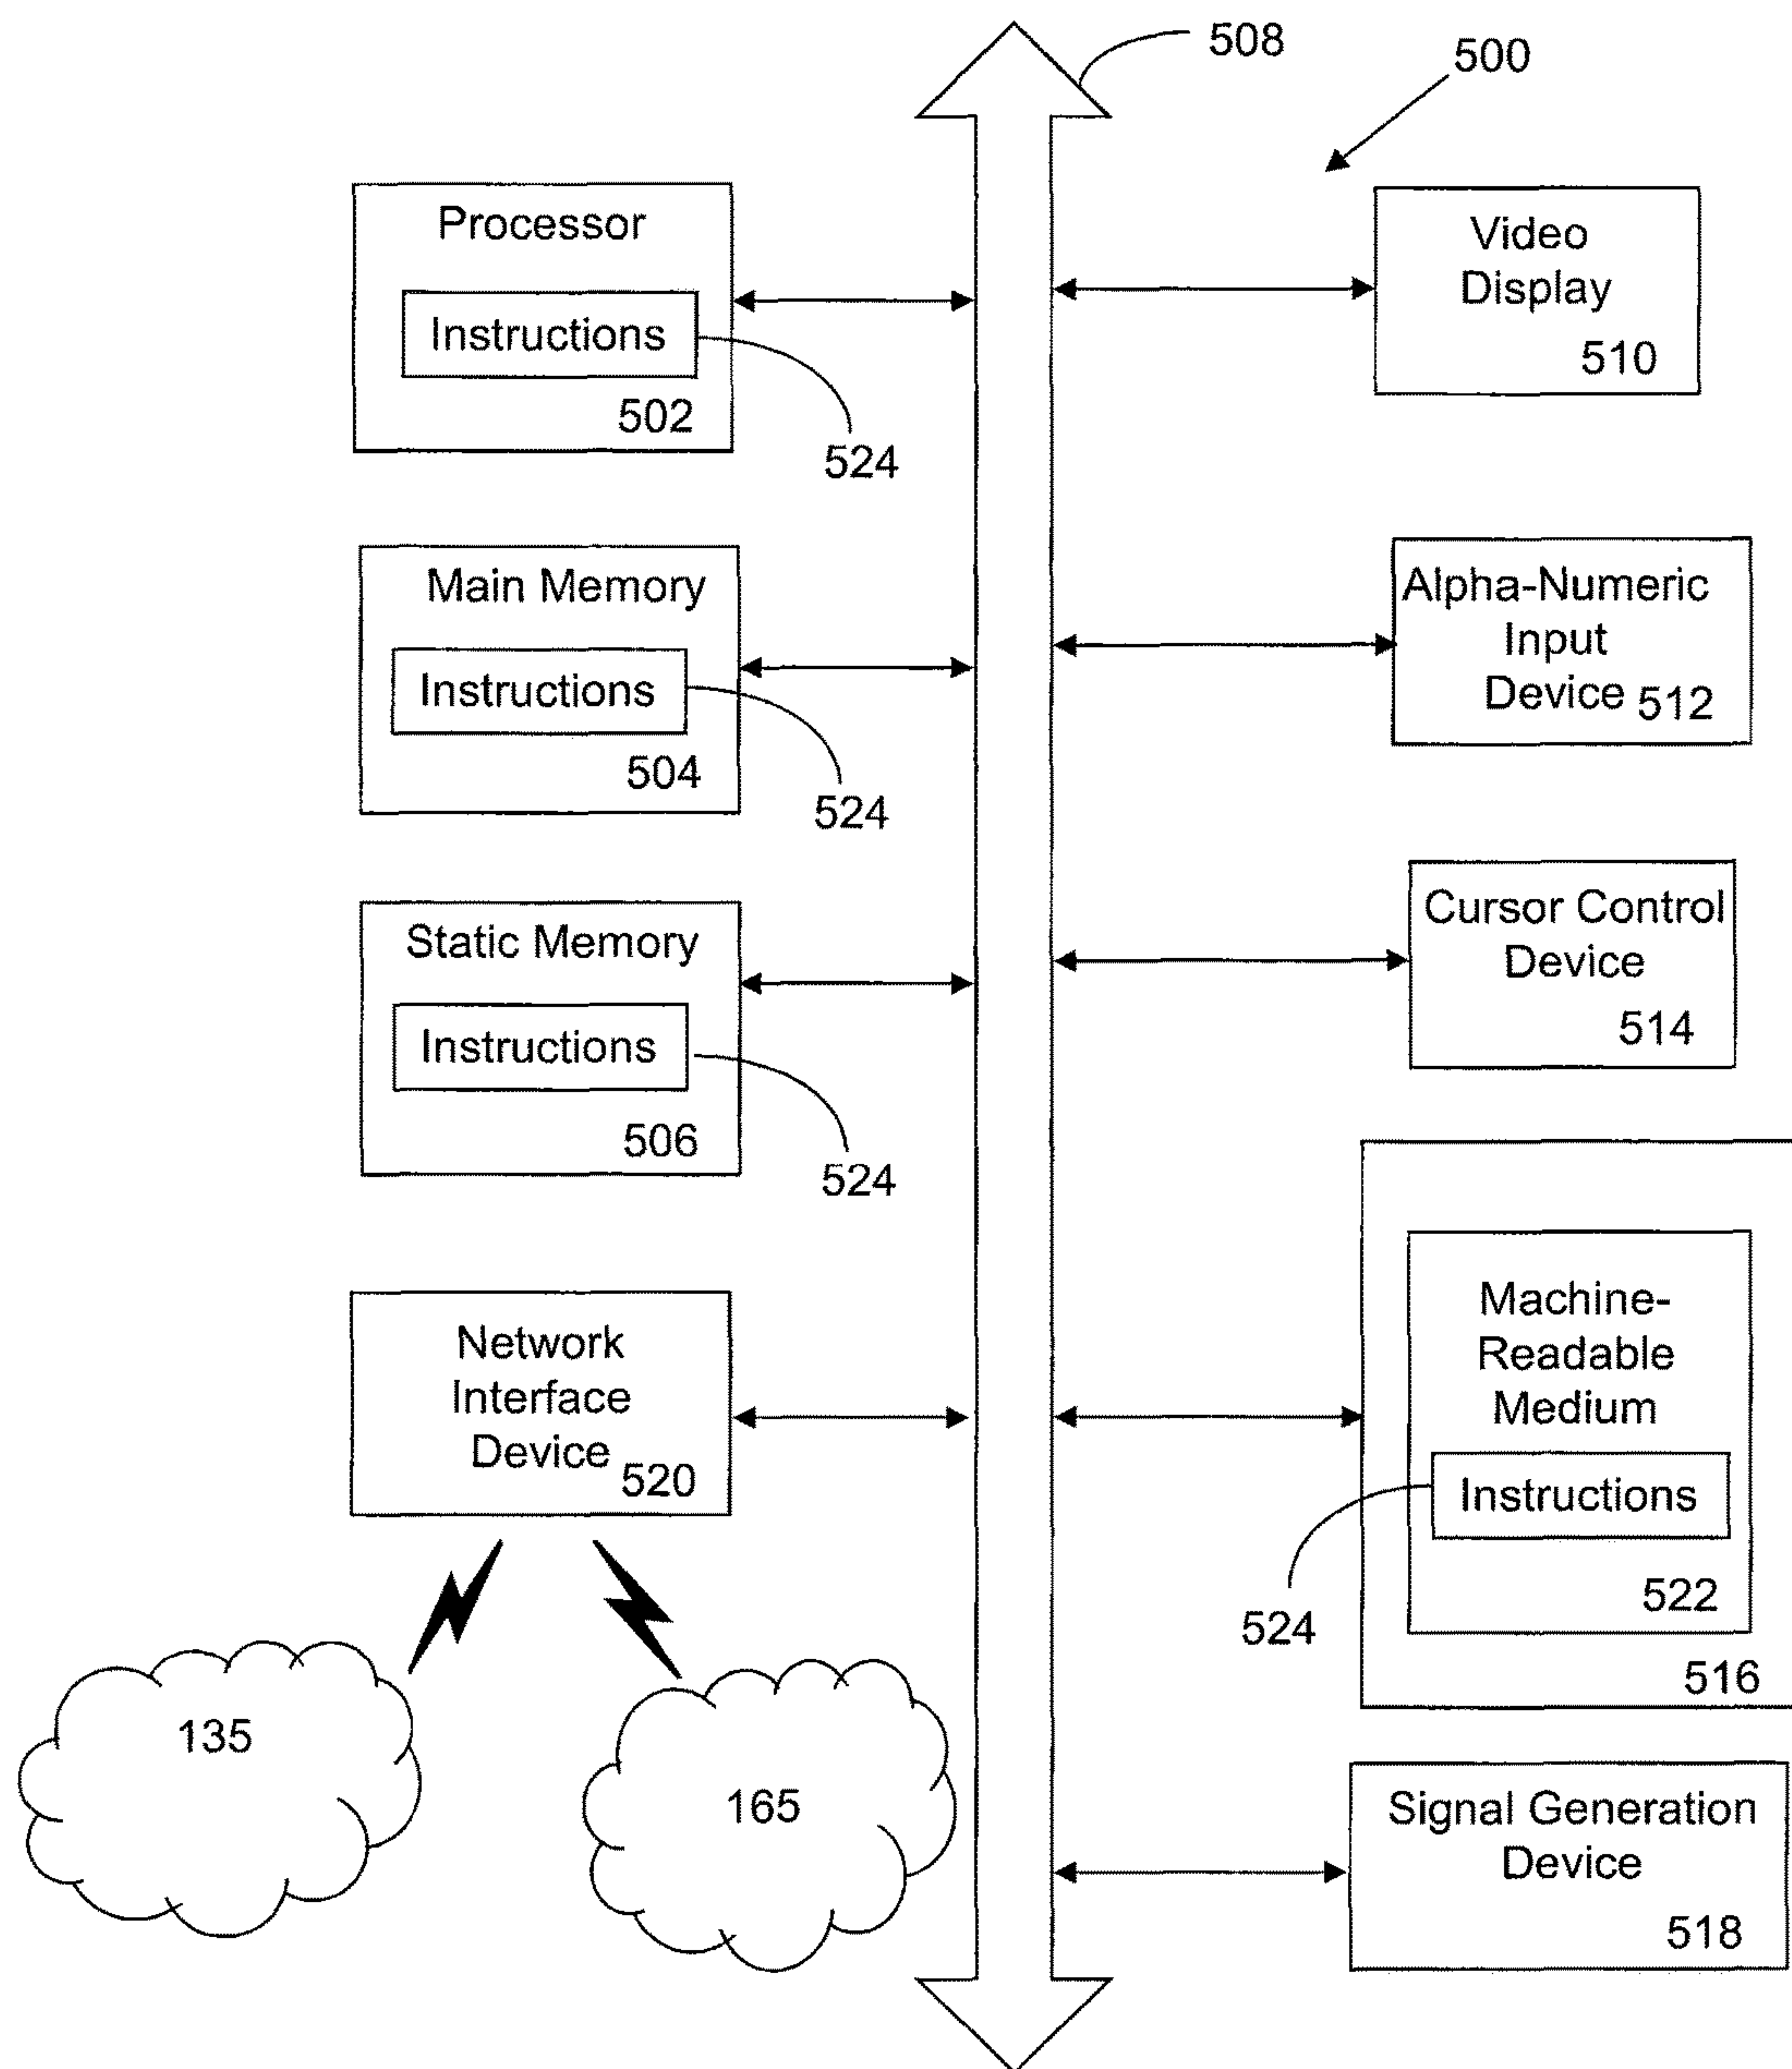 508
500
Processor
Instructions
502
524
Video
Display
510
Main Memory
Instructions
504
524
Alpha-Numeric
Input
Device 512
Static Memory
Instructions
506
524
Cursor Control
Device
514
Network
Interface
Device 520
Machine-
Readable
Medium
Instructions
522
524
516
135
165
Signal Generation
Device
518